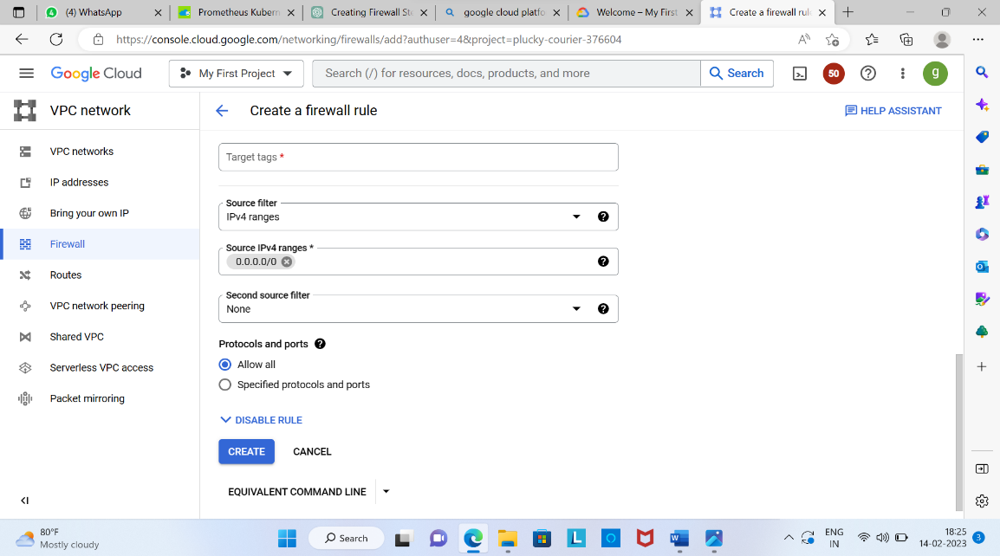 (4) WhatsApp
Prometheus Kubern
Creating Firewall St
google cloud platfo
Welcome – My First
Create a firewall rul
https://console.cloud.google.com/networking/firewalls/add?authuser=4&project=plucky-courier-376604
Google Cloud
My First Project
Search (/) for resources, docs, products, and more
Search
50
g
VPC network
Create a firewall rule
HELP ASSISTANT
VPC networks
IP addresses
Bring your own IP
Firewall
Routes
VPC network peering
Shared VPC
Serverless VPC access
Packet mirroring
Target tags *
Source filter
IPv4 ranges
Source IPv4 ranges *
0.0.0.0/0
Second source filter
None
Protocols and ports
Allow all
Specified protocols and ports
DISABLE RULE
CREATE
CANCEL
EQUIVALENT COMMAND LINE
80°F
Mostly cloudy
Search
ENG
IN
18:25
14-02-2023
3